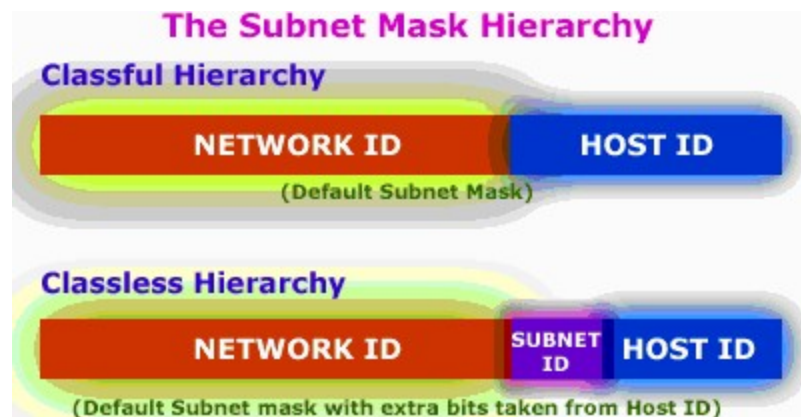 The Subnet Mask Hierarchy
Classful Hierarchy
NETWORK ID HOST ID
(Default Subnet Mask)
Classless Hierarchy
NETWORK ID SUBNET ID HOST ID
(Default Subnet mask with extra bits taken from Host ID)